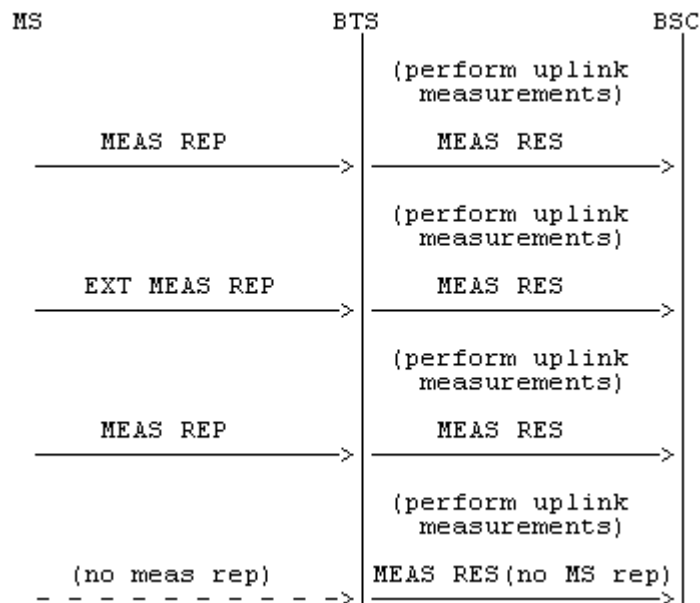 MS BTS BSC
(perform uplink
measurements)
MEAS REP MEAS RES
(perform uplink
measurements)
EXT MEAS REP MEAS RES
(perform uplink
measurements)
MEAS REP MEAS RES
(perform uplink
measurements)
(no meas rep) MEAS RES(no MS rep)